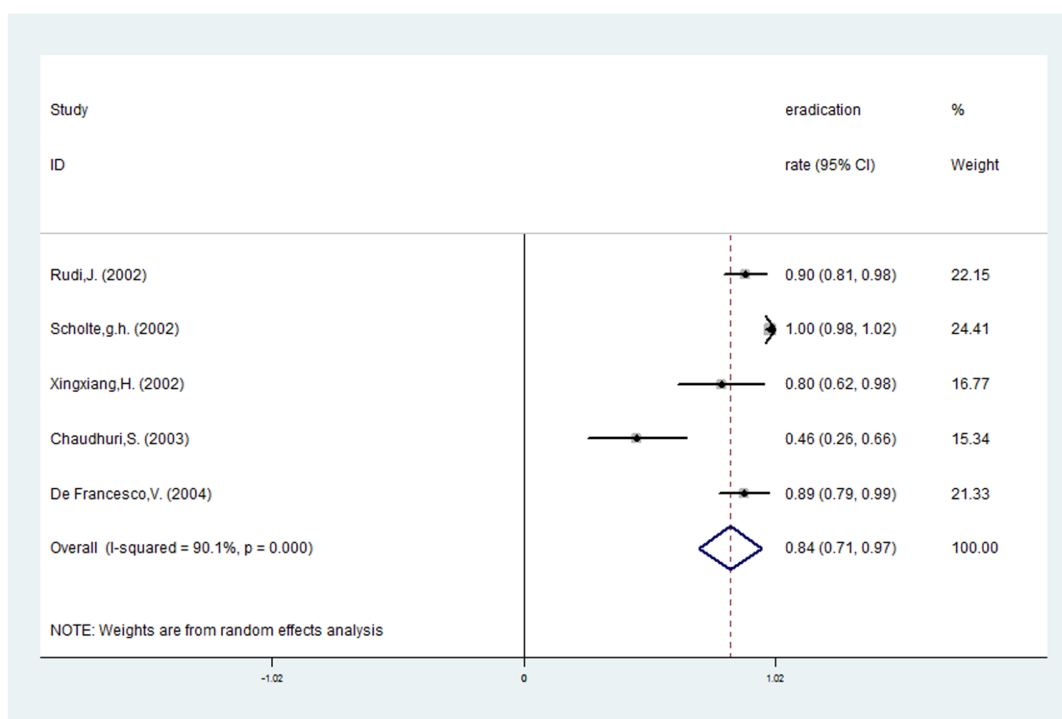 Study eradication %
ID rate (95% CI) Weight
Rudi,J. (2002) 0.90 (0.81, 0.98) 22.15
Scholte,g.h. (2002) 1.00 (0.98, 1.02) 24.41
Xingxiang,H. (2002) 0.80 (0.62, 0.98) 16.77
Chaudhuri,S. (2003) 0.46 (0.26, 0.66) 15.34
De Francesco,V. (2004) 0.89 (0.79, 0.99) 21.33
Overall (I-squared = 90.1%, p = 0.000) 0.84 (0.71, 0.97) 100.00
NOTE: Weights are from random effects analysis
-1.02 0 1.02